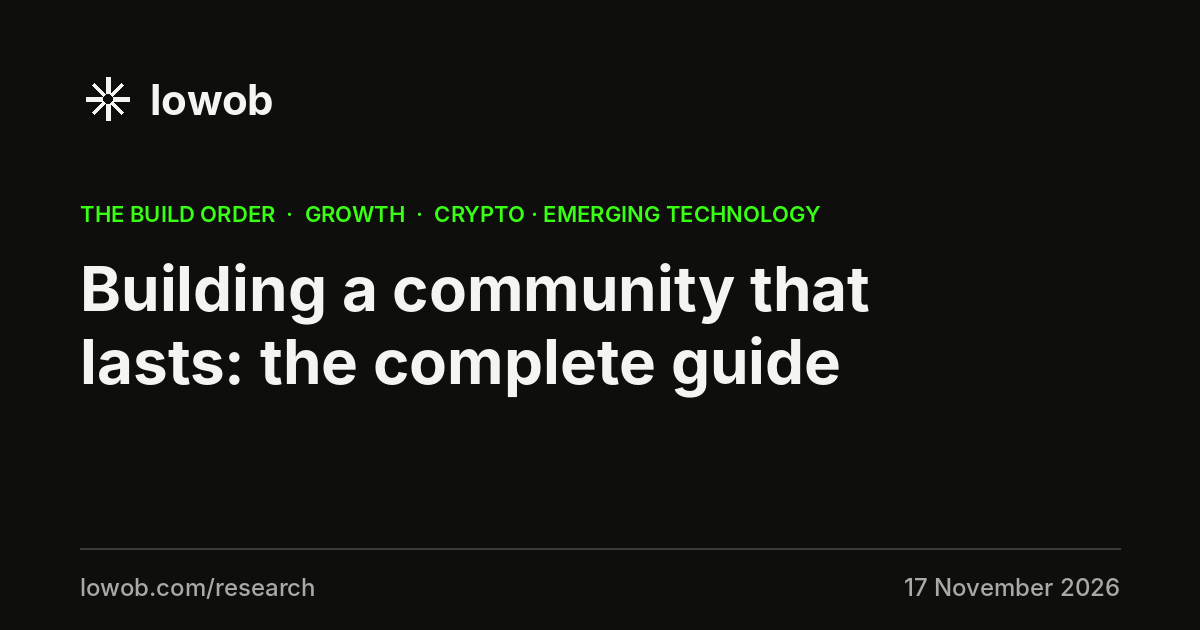 lowob
THE BUILD ORDER · GROWTH · CRYPTO · EMERGING TECHNOLOGY
Building a community that
lasts: the complete guide
lowob.com/research
17 November 2026